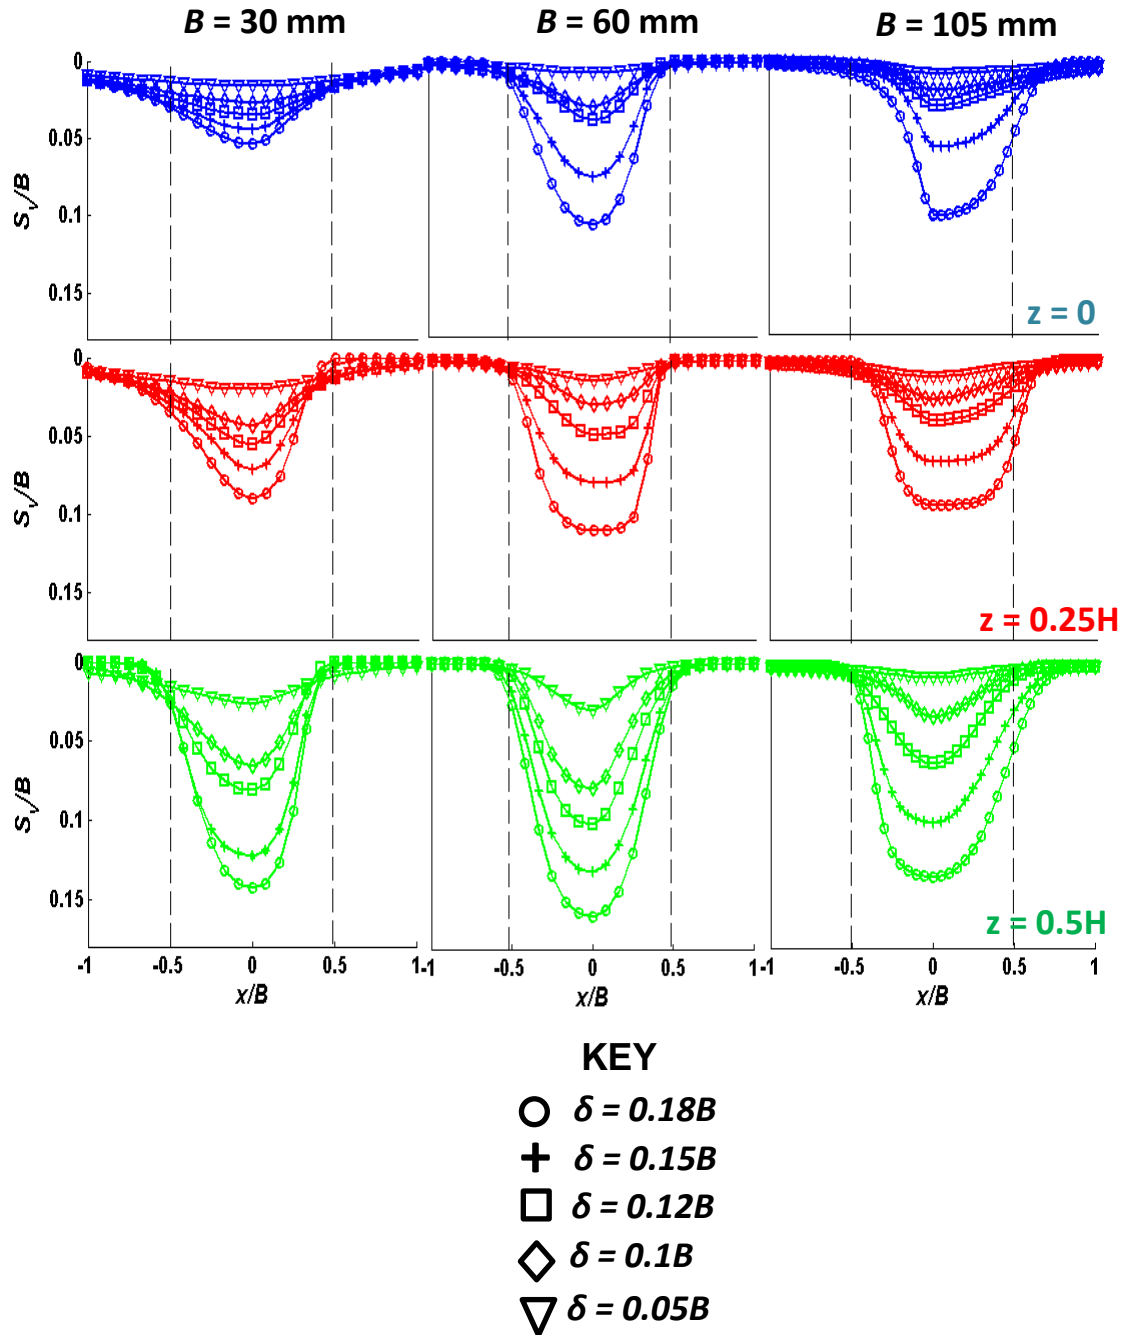 B = 30 mm B = 60 mm B = 105 mm
0
0.05
0.1
0.15
Sv/B
z = 0
0
0.05
0.1
0.15
Sv/B
z = 0.25H
0
0.05
0.1
0.15
Sv/B
z = 0.5H
-1 -0.5 0 0.5 1 -1 -0.5 0 0.5 1 -1 -0.5 0 0.5 1
x/B x/B x/B
KEY
δ = 0.18B
δ = 0.15B
δ = 0.12B
δ = 0.1B
δ = 0.05B